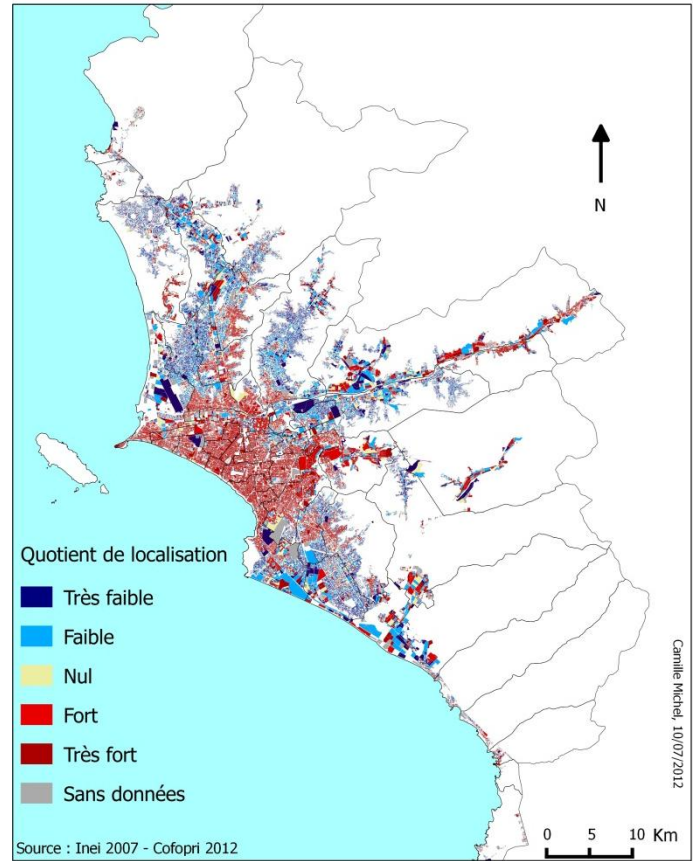 N
Quotient de localisation
Très faible
Faible
Nul
Fort
Très fort
Sans données
Camille Michel, 10/07/2012
0 5 10 Km
Source : Inei 2007 - Cofopri 2012